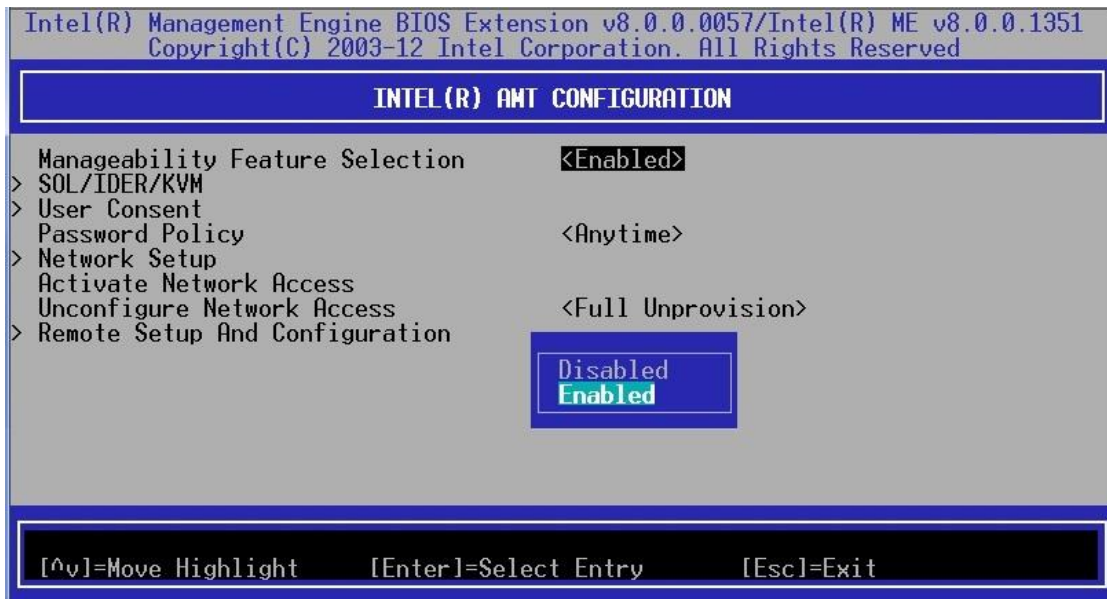 Intel(R) Management Engine BIOS Extension v8.0.0.0057/Intel(R) ME v8.0.0.1351
Copyright(C) 2003-12 Intel Corporation. All Rights Reserved
INTEL(R) AMT CONFIGURATION
Manageability Feature Selection <Enabled>
> SOL/IDER/KVM
> User Consent
Password Policy <Anytime>
> Network Setup
Activate Network Access
Unconfigure Network Access <Full Unprovision>
> Remote Setup And Configuration
Disabled
Enabled
[^v]=Move Highlight [Enter]=Select Entry [Esc]=Exit